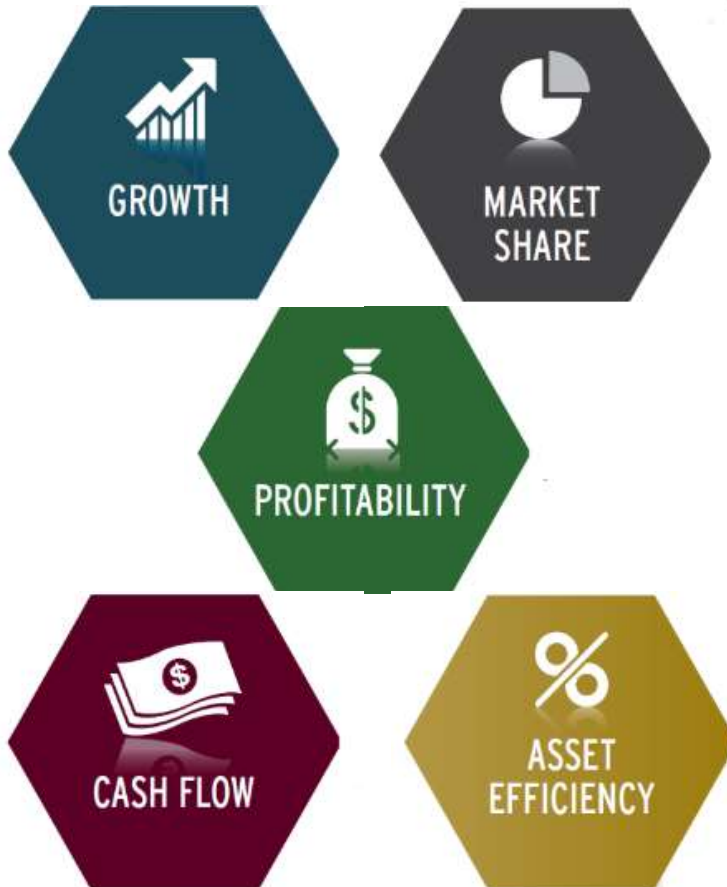 GROWTH
MARKET
SHARE
$
PROFITABILITY
$
CASH FLOW
%
ASSET
EFFICIENCY